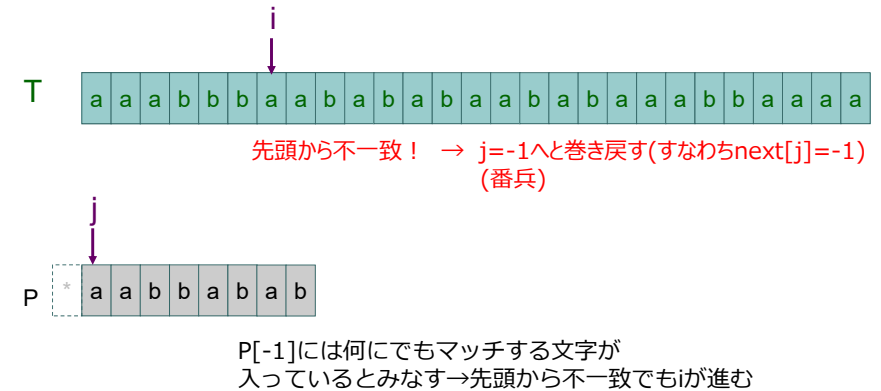 i
T a a a b b b a a b a b a b a a b a b a a b b a a a a
先頭から不一致！ → j=-1へと巻き戻す(すなわちnext[j]=-1)
(番兵)
j
P * a a b b a b a b
P[-1]には何にでもマッチする文字が
入っているとみなす→先頭から不一致でもiが進む